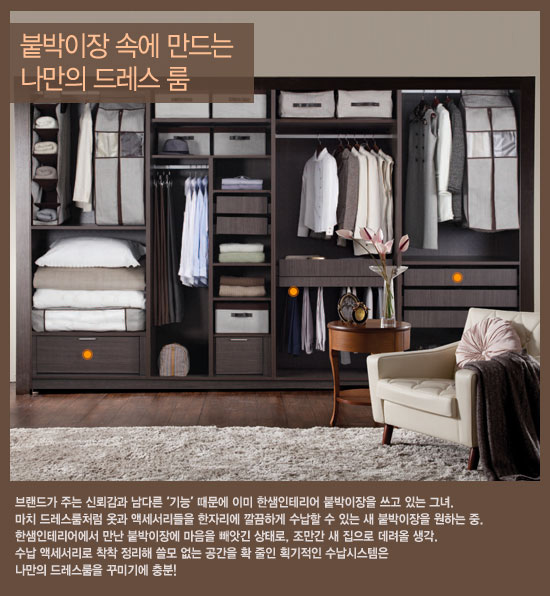 붙박이장 속에 만드는
나만의 드레스 룸
브랜드가 주는 신뢰감과 남다른 '기능' 때문에 이미 한샘인테리어 붙박이장을 쓰고 있는 그녀.
마치 드레스룸처럼 옷과 액세서리들을 한자리에 깔끔하게 수납할 수 있는 새 붙박이장을 원하는 중.
한샘인테리어에서 만난 붙박이장에 마음을 빼앗긴 상태로, 조만간 새 집으로 데려올 생각.
수납 액세서리로 착착 정리해 쓸모 없는 공간을 확 줄인 획기적인 수납시스템은
나만의 드레스룸을 꾸미기에 충분!